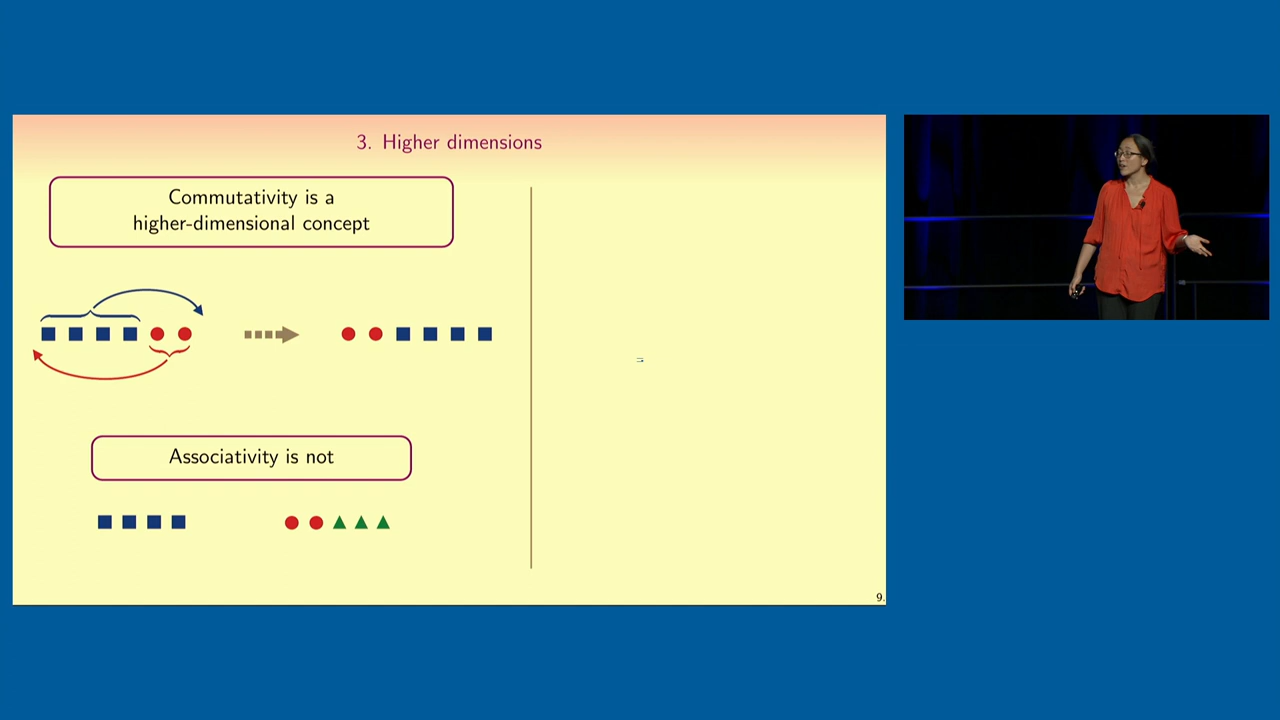 3. Higher dimensions
Commutativity is a
higher-dimensional concept
Associativity is not
9.